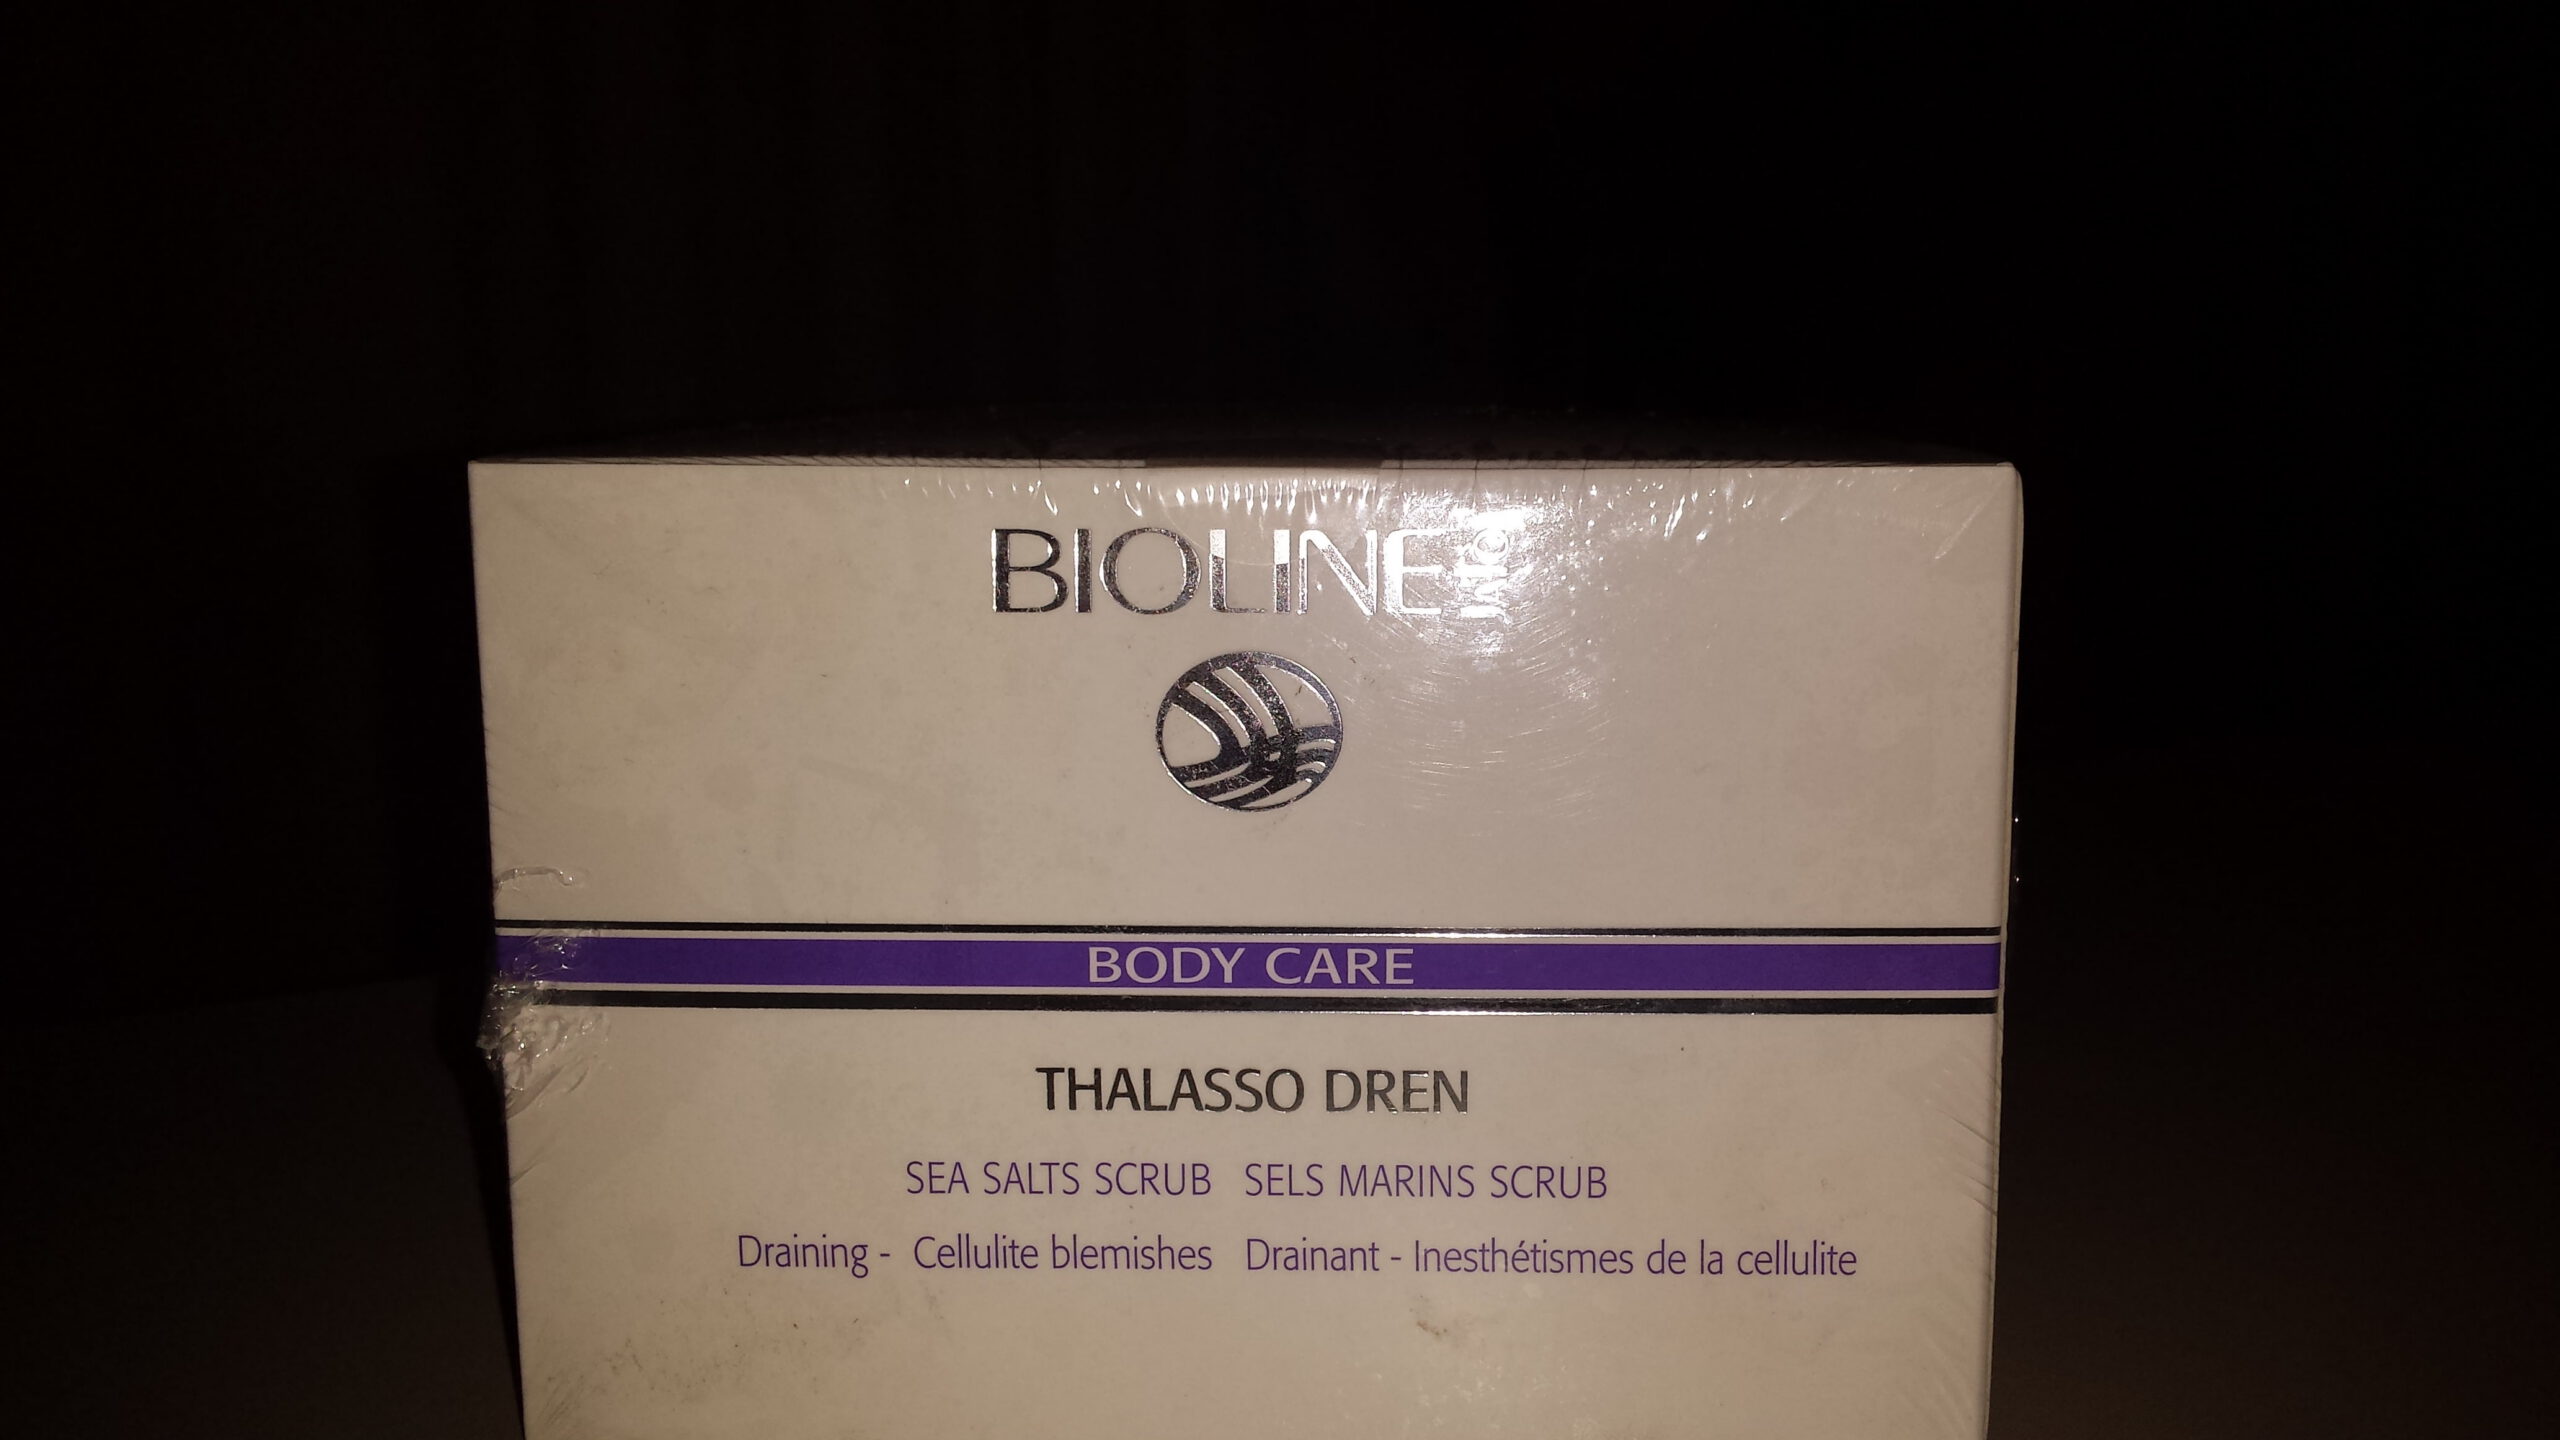 BIOLINE JATÒ
BODY CARE
THALASSO DREN
SEA SALTS SCRUB SELS MARINS SCRUB
Draining - Cellulite blemishes Drainant - Inesthétismes de la cellulite